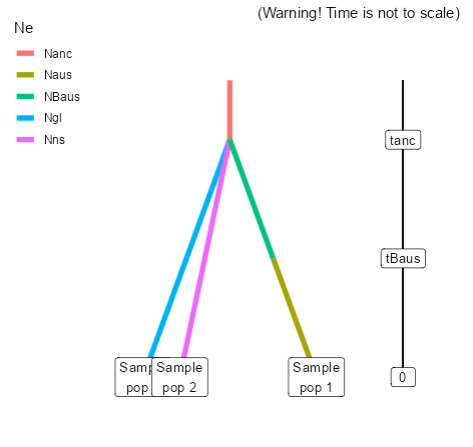 (Warning! Time is not to scale)
Ne
Nanc
Naus
NBaus
Ngl
Nns
tanc
tBaus
Sample
pop 2
Sample
pop 1
0
pop